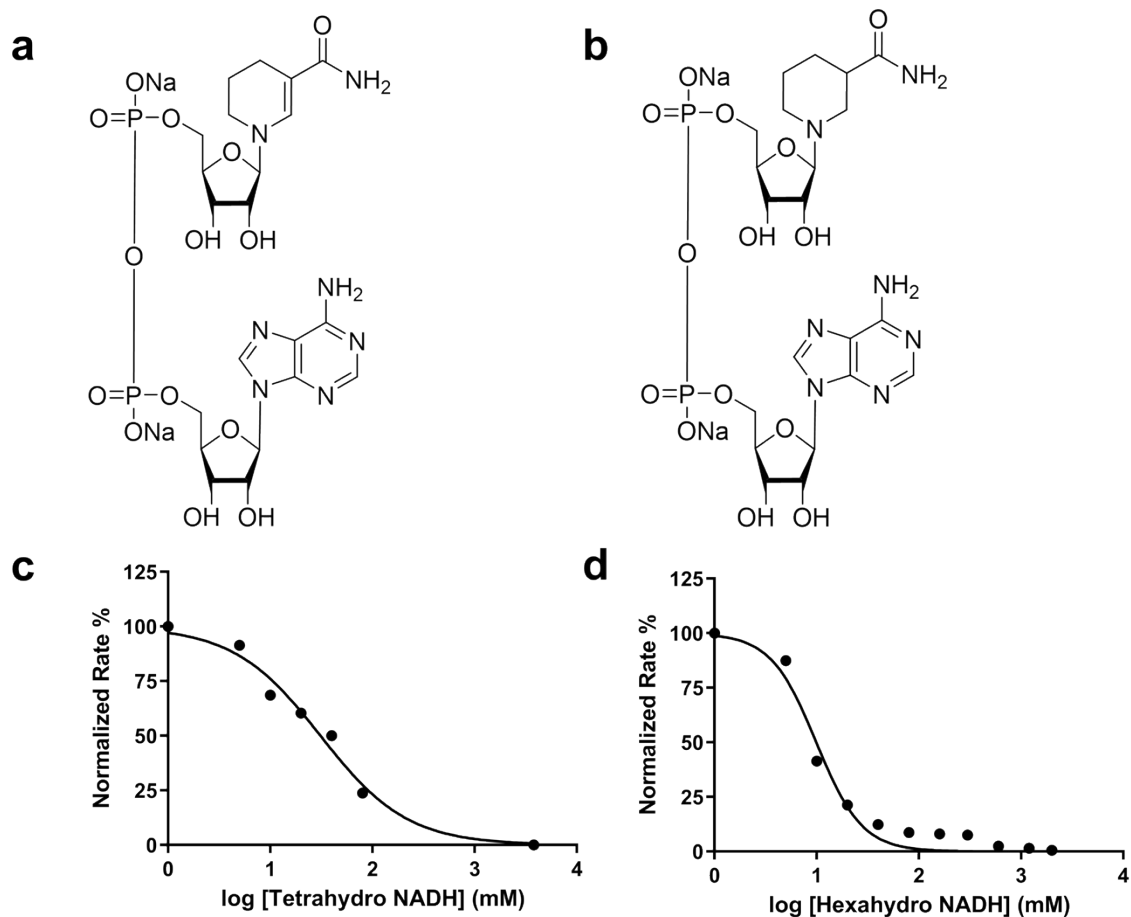 a
O
ONa
NH2
O=P–O
N
O
OH OH
O
NH2
N
N
O=P–O
N
N
ONa
O
OH OH
b
O
ONa
NH2
O=P–O
N
O
OH OH
O
NH2
N
N
O=P–O
N
N
ONa
O
OH OH
c
125
100
75
50
25
0
Normalized Rate %
0 1 2 3 4
log [Tetrahydro NADH] (mM)
d
125
100
75
50
25
0
Normalized Rate %
0 1 2 3 4
log [Hexahydro NADH] (mM)